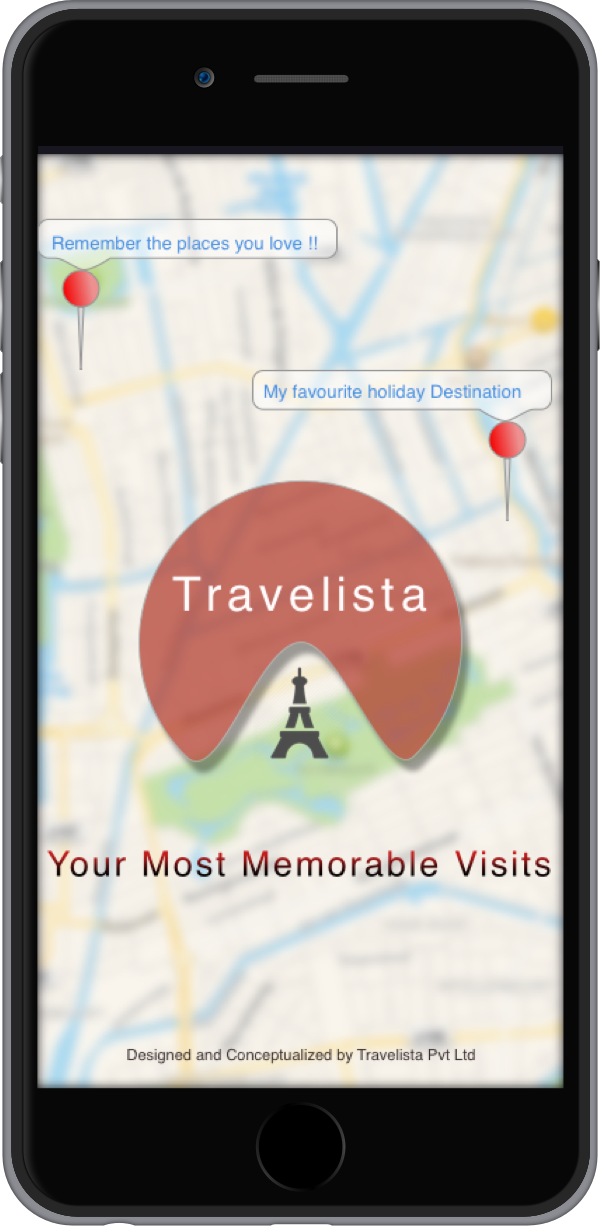 Remember the places you love !!
My favourite holiday Destination
Travelista
Your Most Memorable Visits
Designed and Conceptualized by Travelista Pvt Ltd